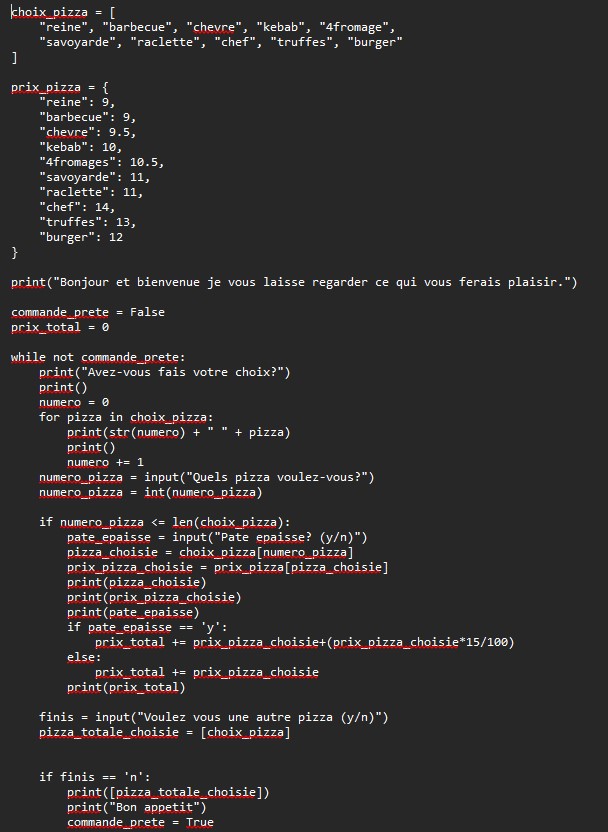 choix_pizza = [
    "reine", "barbecue", "chevre", "kebab", "4fromage",
    "savoyarde", "raclette", "chef", "truffes", "burger"
]
prix_pizza = {
    "reine": 9,
    "barbecue": 9,
    "chevre": 9.5,
    "kebab": 10,
    "4fromages": 10.5,
    "savoyarde": 11,
    "raclette": 11,
    "chef": 14,
    "truffes": 13,
    "burger": 12
}
print("Bonjour et bienvenue je vous laisse regarder ce qui vous ferais plaisir.")
commande_prete = False
prix_total = 0
while not commande_prete:
    print("Avez-vous fais votre choix?")
    print()
    numero = 0
    for pizza in choix_pizza:
        print(str(numero) + " " + pizza)
        print()
        numero += 1
    numero_pizza = input("Quels pizza voulez-vous?")
    numero_pizza = int(numero_pizza)
    if numero_pizza <= len(choix_pizza):
        pate_epaisse = input("Pate epaisse? (y/n)")
        pizza_choisie = choix_pizza[numero_pizza]
        prix_pizza_choisie = prix_pizza[pizza_choisie]
        print(pizza_choisie)
        print(prix_pizza_choisie)
        print(pate_epaisse)
        if pate_epaisse == 'y':
            prix_total += prix_pizza_choisie+(prix_pizza_choisie*15/100)
        else:
            prix_total += prix_pizza_choisie
        print(prix_total)
    finis = input("Voulez vous une autre pizza (y/n)")
    pizza_totale_choisie = [choix_pizza]
    if finis == 'n':
        print([pizza_totale_choisie])
        print("Bon appetit")
        commande_prete = True